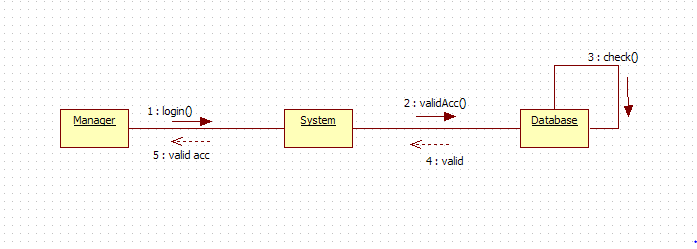 3 : check()
2 : validAcc()
1 : login()
Manager
System
Database
5 : valid acc
4 : valid